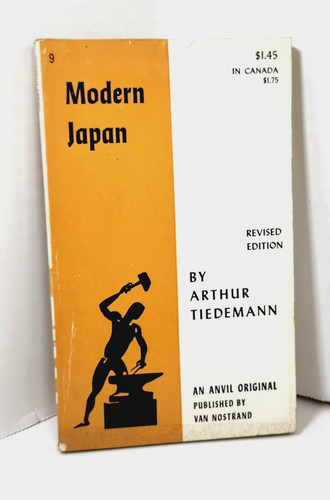 9
Modern
Japan
$1.45
IN CANADA
$1.75
REVISED
EDITION
BY
ARTHUR
TIEDEMANN
AN ANVIL ORIGINAL
PUBLISHED BY
VAN NOSTRAND